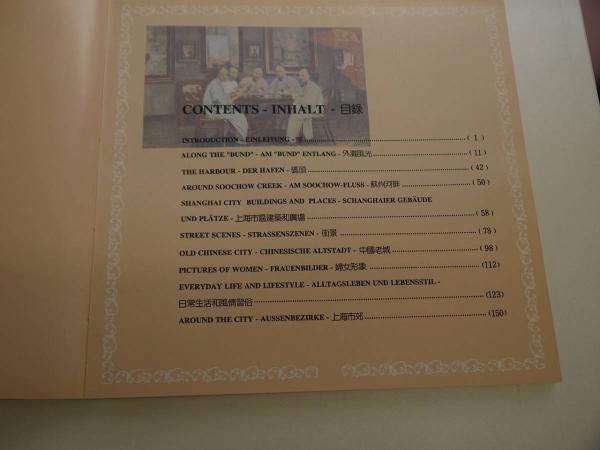 CONTENTS - INHALT - 目錄
INTRODUCTION - EINLEITUNG - ( 1 )
ALONG THE "BUND" - AM "BUND" ENTLANG - 外灘風光 ( 11 )
THE HARBOUR - DER HAFEN - 碼頭 ( 42 )
AROUND SOOCHOW CREEK - AM SOOCHOW-FLUSS - 蘇州河畔 ( 50 )
SHANGHAI CITY BUILDINGS AND PLACES - SCHANGHAIER GEBÄUDE
UND PLÄTZE - 上海市區建築和廣場 ( 58 )
STREET SCENES - STRASSENSZENEN - 街景 ( 78 )
OLD CHINESE CITY - CHINESISCHE ALTSTADT - 中國老城 ( 98 )
PICTURES OF WOMEN - FRAUENBILDER - 婦女形象 (112)
EVERYDAY LIFE AND LIFESTYLE - ALLTAGSLEBEN UND LEBENSSTIL -
日常生活和風情習俗 (123)
AROUND THE CITY - AUSSENBEZIRKE - 上海市郊 (150)